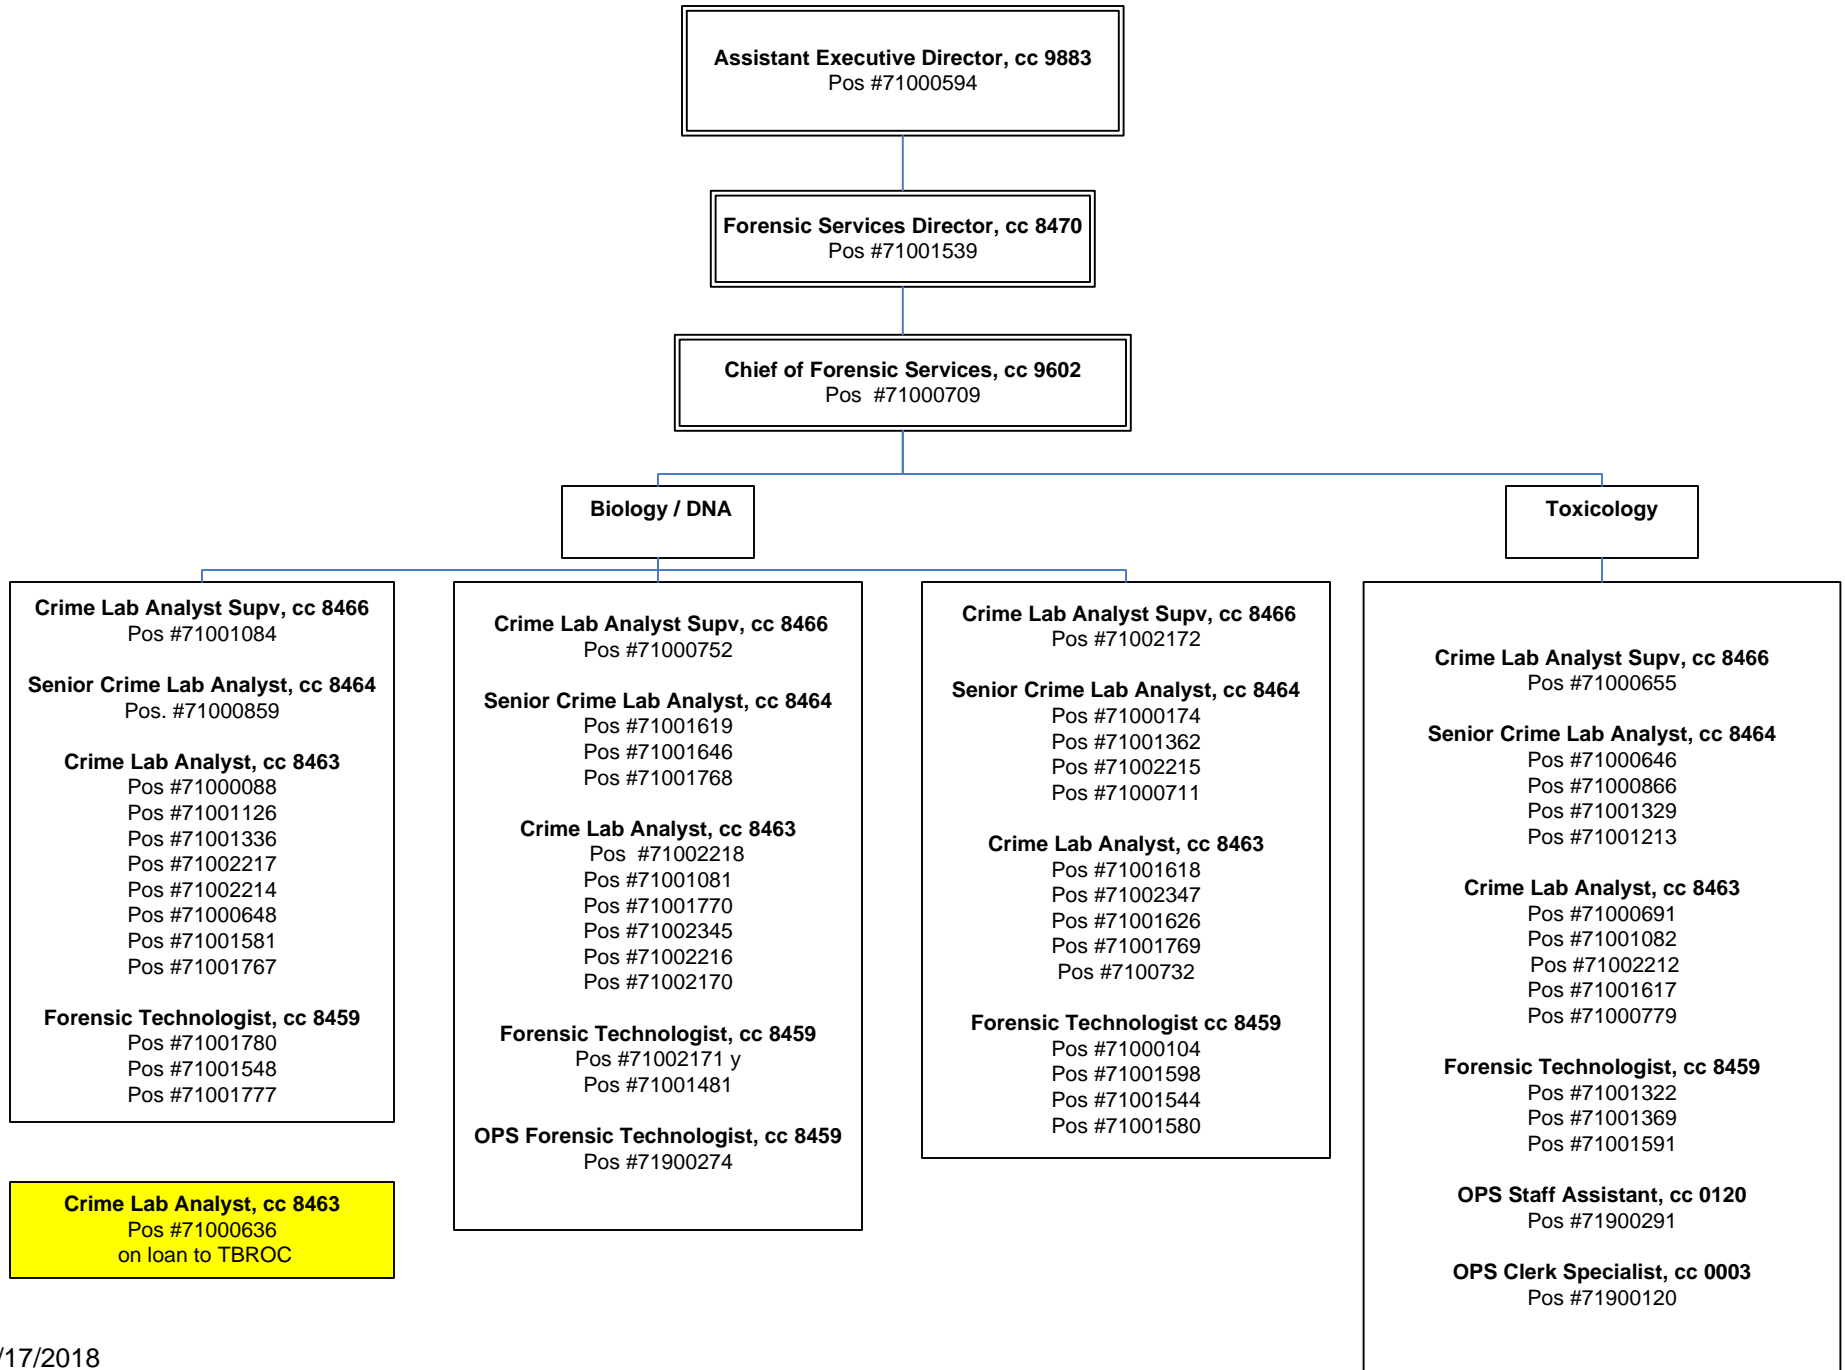 Assistant Executive Director, cc 9883
Pos #71000594
Forensic Services Director, cc 8470
Pos #71001539
Chief of Forensic Services, cc 9602
Pos  #71000709
Biology / DNA
Toxicology
Crime Lab Analyst Supv, cc 8466
Pos #71001084
Senior Crime Lab Analyst, cc 8464
Pos. #71000859
Crime Lab Analyst, cc 8463
Pos #71000088
Pos #71001126
Pos #71001336
Pos #71002217
Pos #71002214
Pos #71000648
Pos #71001581
Pos #71001767
Forensic Technologist, cc 8459
Pos #71001780
Pos #71001548
Pos #71001777
Crime Lab Analyst, cc 8463
Pos #71000636
on loan to TBROC
Crime Lab Analyst Supv, cc 8466
Pos #71000752
Senior Crime Lab Analyst, cc 8464
Pos #71001619
Pos #71001646
Pos #71001768
Crime Lab Analyst, cc 8463
Pos  #71002218
Pos #71001081
Pos #71001770
Pos #71002345
Pos #71002216
Pos #71002170
Forensic Technologist, cc 8459
Pos #71002171 y
Pos #71001481
OPS Forensic Technologist, cc 8459
Pos #71900274
Crime Lab Analyst Supv, cc 8466
Pos #71002172
Senior Crime Lab Analyst, cc 8464
Pos #71000174
Pos #71001362
Pos #71002215
Pos #71000711
Crime Lab Analyst, cc 8463
Pos #71001618
Pos #71002347
Pos #71001626
Pos #71001769
Pos #7100732
Forensic Technologist cc 8459
Pos #71000104
Pos #71001598
Pos #71001544
Pos #71001580
Crime Lab Analyst Supv, cc 8466
Pos #71000655
Senior Crime Lab Analyst, cc 8464
Pos #71000646
Pos #71000866
Pos #71001329
Pos #71001213
Crime Lab Analyst, cc 8463
Pos #71000691
Pos #71001082
Pos #71002212
Pos #71001617
Pos #71000779
Forensic Technologist, cc 8459
Pos #71001322
Pos #71001369
Pos #71001591
OPS Staff Assistant, cc 0120
Pos #71900291
OPS Clerk Specialist, cc 0003
Pos #71900120
/17/2018